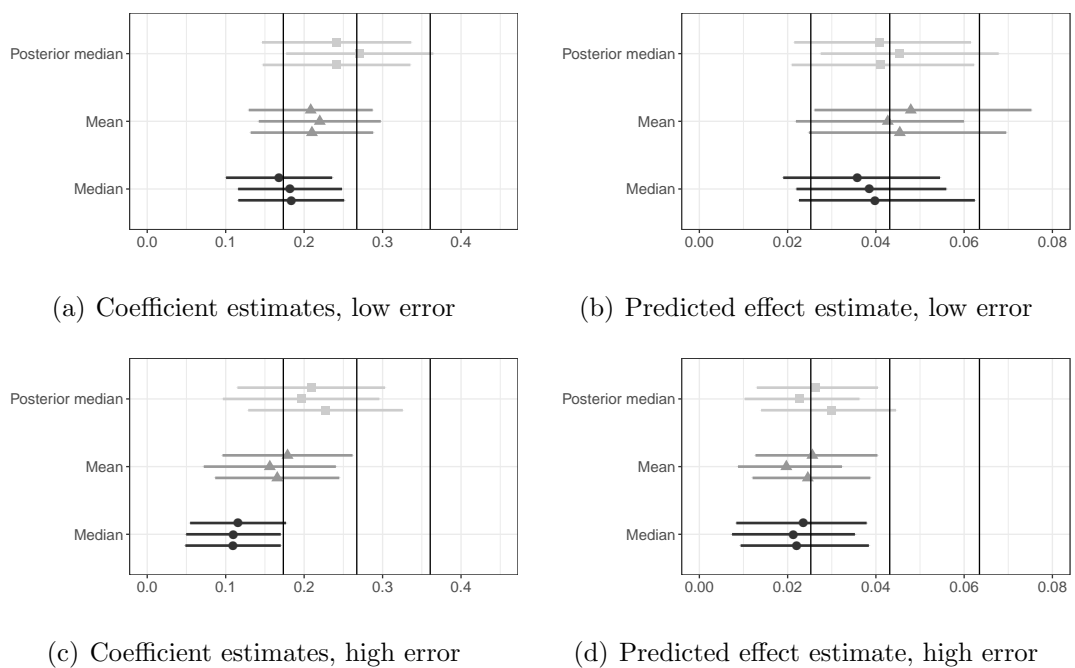 Posterior median
Mean
Median
0.0 0.1 0.2 0.3 0.4
(a) Coefficient estimates, low error
Posterior median
Mean
Median
0.00 0.02 0.04 0.06 0.08
(b) Predicted effect estimate, low error
Posterior median
Mean
Median
0.0 0.1 0.2 0.3 0.4
(c) Coefficient estimates, high error
Posterior median
Mean
Median
0.00 0.02 0.04 0.06 0.08
(d) Predicted effect estimate, high error